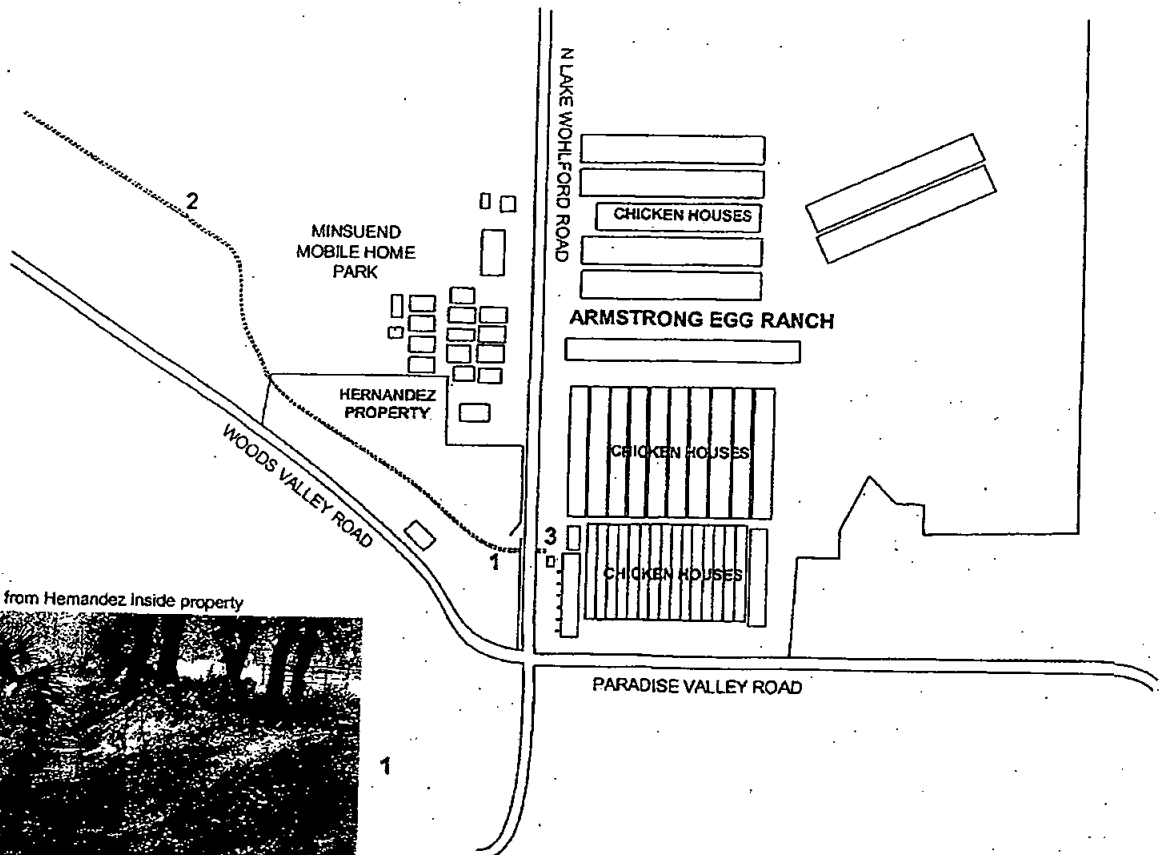 N LAKE WOHLFORD ROAD
CHICKEN HOUSES
2
MINSUEND
MOBILE HOME
PARK
ARMSTRONG EGG RANCH
HERNANDEZ
PROPERTY
WOODS VALLEY ROAD
CHICKEN HOUSES
3
1
CHICKEN HOUSES
from Hernandez inside property
PARADISE VALLEY ROAD
1